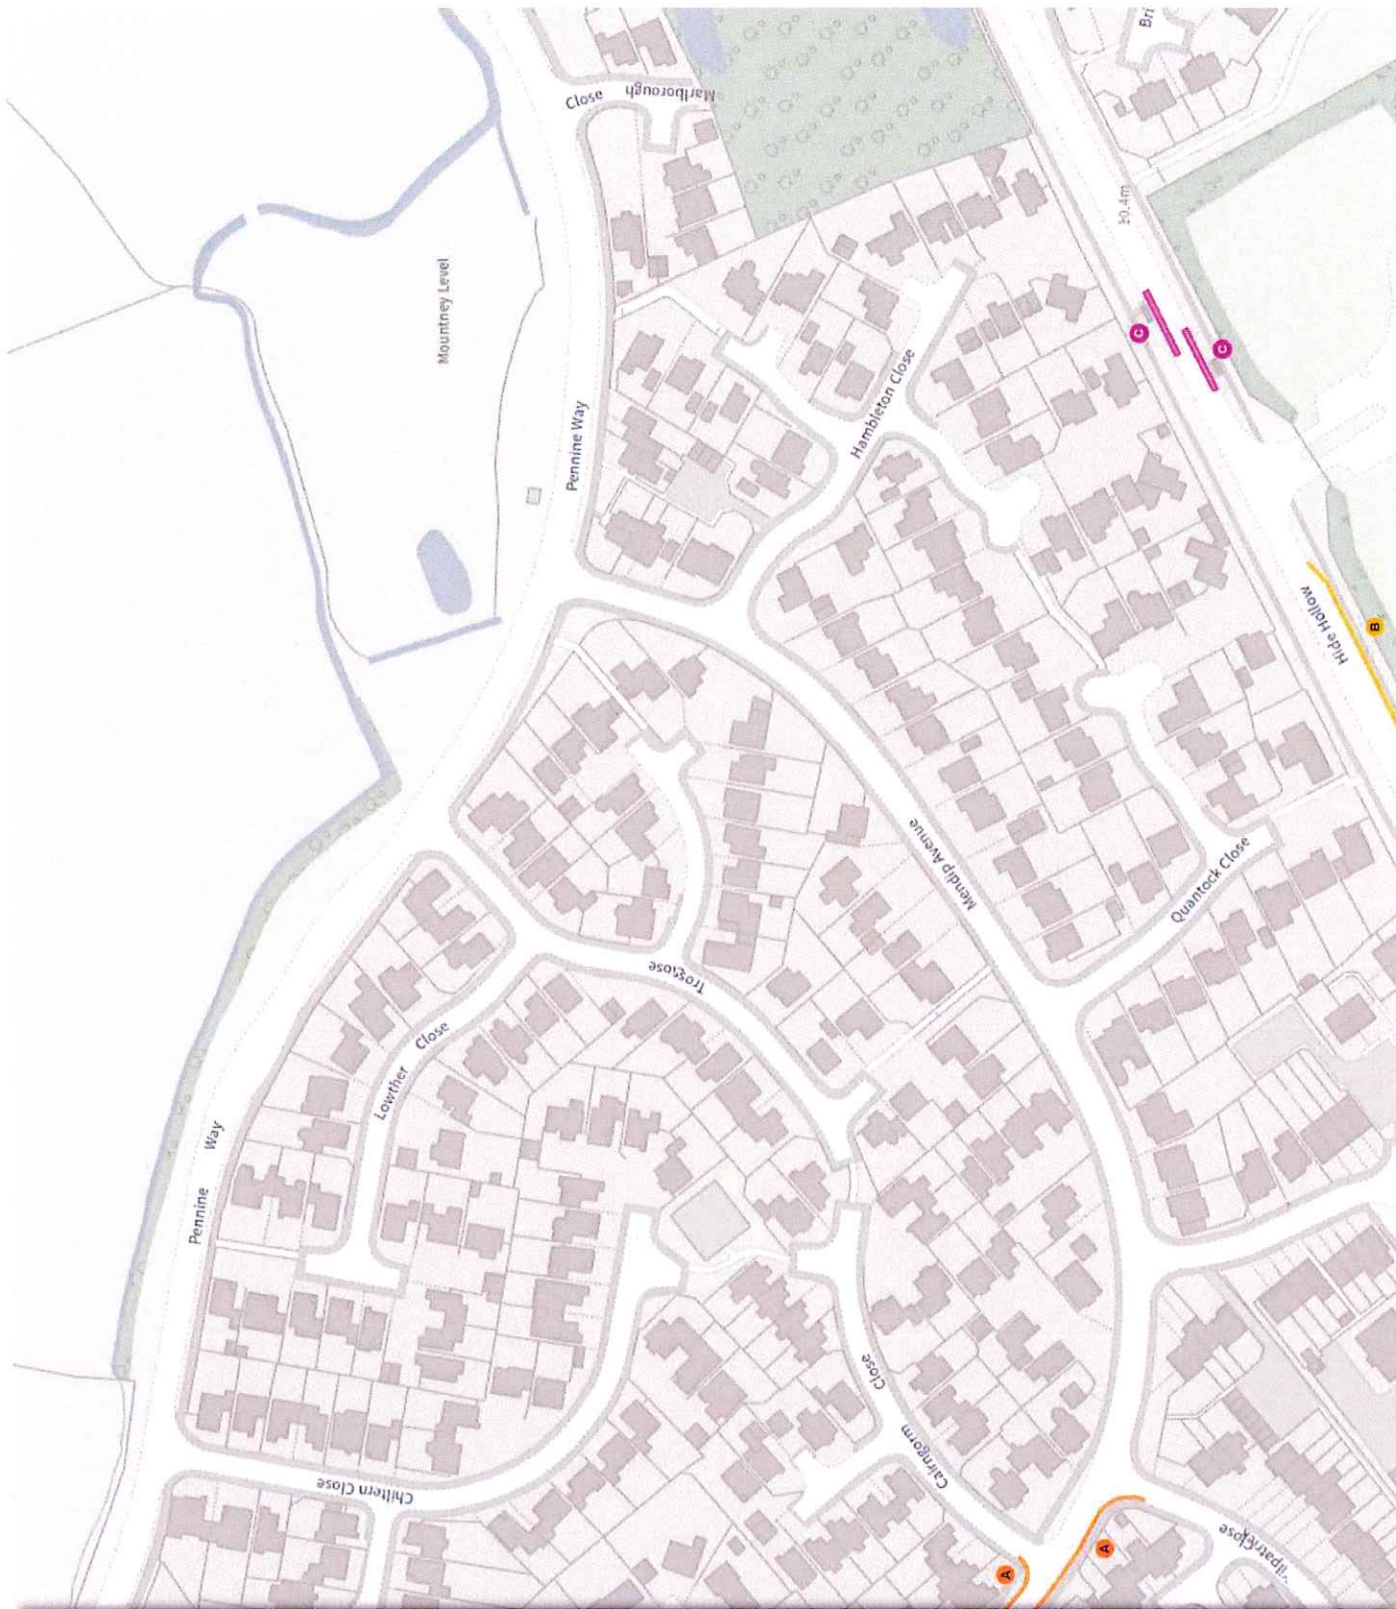 Bri
Close
Marlborough
10.4m
Mountney Level
C
C
Pennine Way
Hambleton Close
Hide Hollow
B
Mendip Avenue
Quantock Close
Close
Lowther
Way
Pennine
Close
Cairngorm
Chiltern Close
A
A